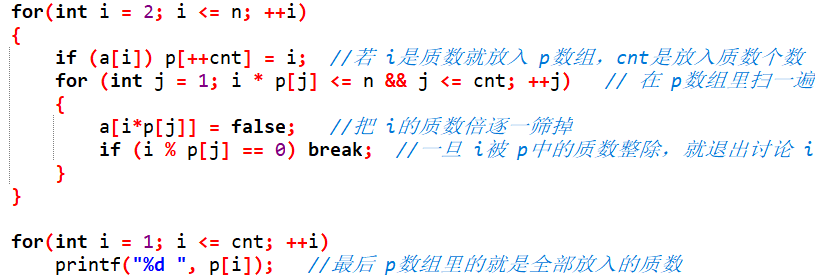 for(int i = 2; i <= n; ++i)
{
    if (a[i]) p[++cnt] = i;  //若 i是质数就放入 p数组，cnt是放入质数个数
    for (int j = 1; i * p[j] <= n && j <= cnt; ++j)   // 在 p数组里扫一遍
    {
        a[i*p[j]] = false;   //把 i的质数倍逐一筛掉
        if (i % p[j] == 0) break;  //一旦 i被 p中的质数整除，就退出讨论 i
    }
}
for(int i = 1; i <= cnt; ++i)
    printf("%d ", p[i]);   //最后 p数组里的就是全部放入的质数